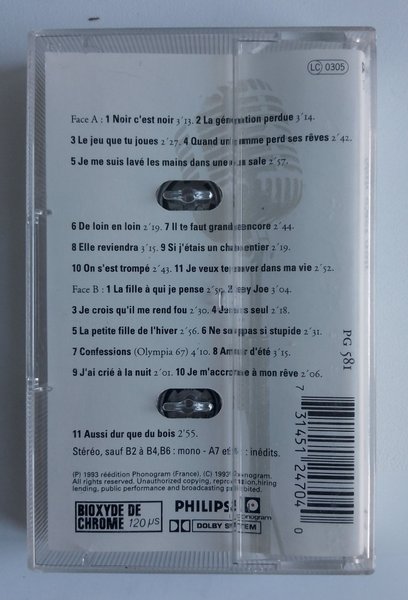 LC 0305
Face A : 1 Noir c'est noir 3´13. 2 La génération perdue 3´14.
3 Le jeu que tu joues 2´27. 4 Quand un homme perd ses rêves 2´42.
5 Je me suis lavé les mains dans une eau sale 2´57.
6 De loin en loin 2´19. 7 Il te faut grandir encore 2´44.
8 Elle reviendra 3´15. 9 Si j'étais un charpentier 2´19.
10 On s'est trompé 2´43. 11 Je veux te trouver dans ma vie 2´52.
Face B : 1 La fille à qui je pense 2´59. 2 Hey Joe 3´04.
3 Je crois qu'il me rend fou 2´30. 4 seul 2´18.
5 La petite fille de l'hiver 2´56. 6 Ne sois pas si stupide 2´31.
7 Confessions (Olympia 67) 4´10. 8 Amour d'été 3´15.
9 J'ai crié à la nuit 2´01. 10 Je m'accroche à mon rêve 2´06.
11 Aussi dur que du bois 2´55.
Stéréo, sauf B2 à B4,B6 : mono - A7 et : inédits.
(P) 1993 réédition Phonogram (France). (C) 1993 Phonogram.
All rights reserved. Unauthorized copying, reproduction, hiring
lending, public performance and broadcasting prohibited.
BIOXYDE DE
CHROME 120 µs
PHILIPS
phonogram
DOLBY SYSTEM
PG 581
7 31451 24704 0